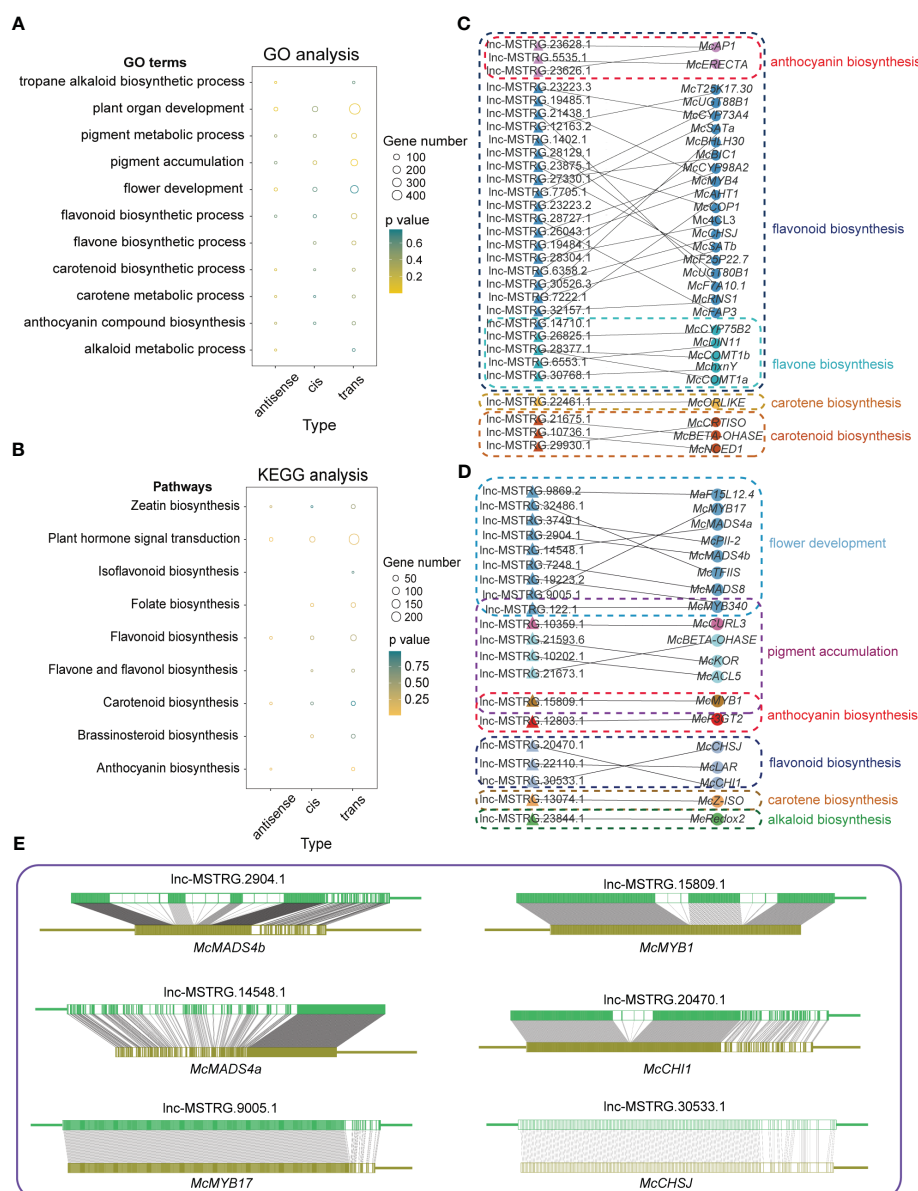 A
GO terms
GO analysis
tropane alkaloid biosynthetic process
plant organ development
pigment metabolic process
pigment accumulation
flower development
flavonoid biosynthetic process
flavone biosynthetic process
carotenoid biosynthetic process
carotene metabolic process
anthocyanin compound biosynthesis
alkaloid metabolic process
antisense
cis
trans
Type
Gene number
100
200
300
400
p value
0.6
0.4
0.2
B
Pathways
KEGG analysis
Zeatin biosynthesis
Plant hormone signal transduction
Isoflavonoid biosynthesis
Folate biosynthesis
Flavonoid biosynthesis
Flavone and flavonol biosynthesis
Carotenoid biosynthesis
Brassinosteroid biosynthesis
Anthocyanin biosynthesis
antisense
cis
trans
Type
Gene number
50
100
150
200
p value
0.75
0.50
0.25
C
lnc-MSTRG.23628.1
lnc-MSTRG.5535.1
lnc-MSTRG.23626.1
McAP1
McERECTA
anthocyanin biosynthesis
lnc-MSTRG.23223.3
lnc-MSTRG.19485.1
lnc-MSTRG.21438.1
lnc-MSTRG.12163.2
lnc-MSTRG.1402.1
lnc-MSTRG.28129.1
lnc-MSTRG.23875.1
lnc-MSTRG.27330.1
lnc-MSTRG.7705.1
lnc-MSTRG.23223.2
lnc-MSTRG.28727.1
lnc-MSTRG.26043.1
lnc-MSTRG.19484.1
lnc-MSTRG.28304.1
lnc-MSTRG.6358.2
lnc-MSTRG.30526.3
lnc-MSTRG.7222.1
lnc-MSTRG.32157.1
lnc-MSTRG.14710.1
lnc-MSTRG.26825.1
lnc-MSTRG.28377.1
lnc-MSTRG.6553.1
lnc-MSTRG.30768.1
McT25K17.30
McUGT88B1
McCYP73A4
McSATa
McBHLH30
McBIC1
McCYP98A2
McMYB4
McAHT1
McCOP1
Mc4CL3
McCHSJ
McSATb
McF25P22.7
McUGT80B1
McF7A10.1
McRNS1
McPAP3
McCYP75B2
McDIN11
McCOMT1b
MchxnY
McCOMT1a
flavonoid biosynthesis
flavone biosynthesis
lnc-MSTRG.22461.1
McORLIKE
carotene biosynthesis
lnc-MSTRG.21675.1
lnc-MSTRG.10736.1
lnc-MSTRG.29930.1
McCRTISO
McBETA-OHASE
McNCED1
carotenoid biosynthesis
D
lnc-MSTRG.9869.2
lnc-MSTRG.32486.1
lnc-MSTRG.3749.1
lnc-MSTRG.2904.1
lnc-MSTRG.14548.1
lnc-MSTRG.7248.1
lnc-MSTRG.19223.2
lnc-MSTRG.9005.1
lnc-MSTRG.122.1
MaF15L12.4
McMYB17
McMADS4a
McPII-2
McMADS4b
McTFIIS
McMADS8
McMYB340
flower development
lnc-MSTRG.10359.1
lnc-MSTRG.21593.6
lnc-MSTRG.10202.1
lnc-MSTRG.21673.1
McCURL3
McBETA-OHASE
McKOR
McACL5
pigment accumulation
lnc-MSTRG.15809.1
lnc-MSTRG.12803.1
McMYB1
McF3GT2
anthocyanin biosynthesis
lnc-MSTRG.20470.1
lnc-MSTRG.22110.1
lnc-MSTRG.30533.1
McCHSJ
McLAR
McCHI1
flavonoid biosynthesis
lnc-MSTRG.13074.1
McZ-ISO
carotene biosynthesis
lnc-MSTRG.23844.1
McRedox2
alkaloid biosynthesis
E
lnc-MSTRG.2904.1
McMADS4b
lnc-MSTRG.15809.1
McMYB1
lnc-MSTRG.14548.1
McMADS4a
lnc-MSTRG.20470.1
McCHI1
lnc-MSTRG.9005.1
McMYB17
lnc-MSTRG.30533.1
McCHSJ